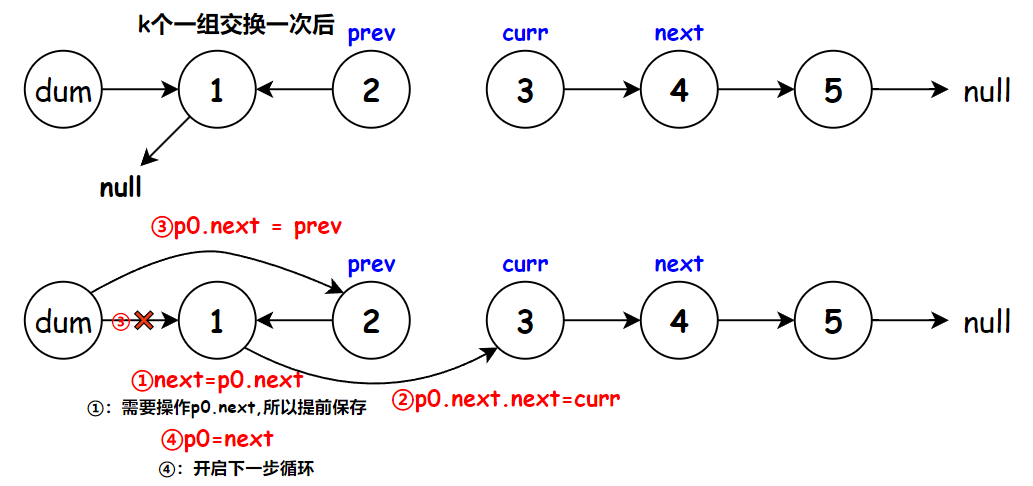 k个一组交换一次后
prev curr next
dum 1 2 3 4 5 null
null
③p0.next = prev
prev curr next
dum ③ 1 2 3 4 5 null
①next=p0.next
②p0.next.next=curr
①：需要操作p0.next,所以提前保存
④p0=next
④：开启下一步循环